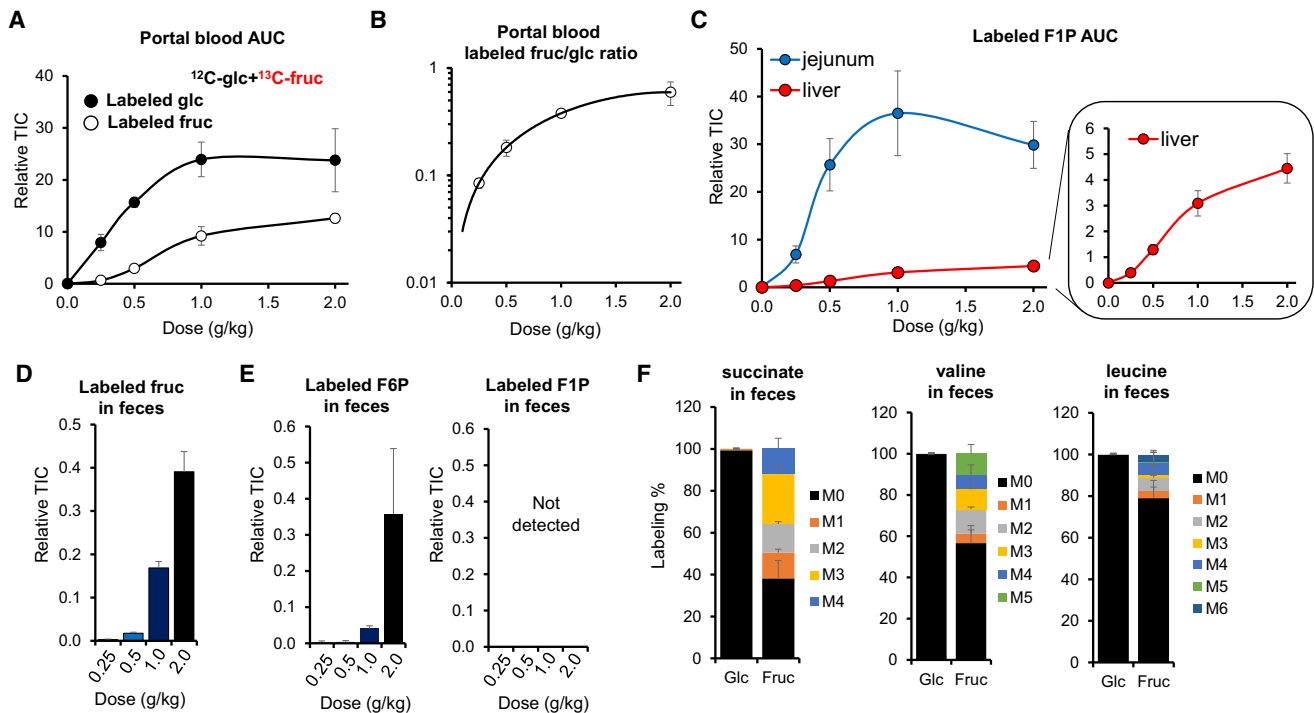 A
Portal blood AUC
¹²C-glc+¹³C-fruc
Labeled glc
Labeled fruc
Relative TIC
40
30
20
10
0
0.0 0.5 1.0 1.5 2.0
Dose (g/kg)
B
Portal blood
labeled fruc/glc ratio
1
0.1
0.01
0.0 0.5 1.0 1.5 2.0
Dose (g/kg)
C
Labeled F1P AUC
jejunum
liver
Relative TIC
50
40
30
20
10
0
0.0 0.5 1.0 1.5 2.0
Dose (g/kg)
liver
6
5
4
3
2
1
0
0.0 0.5 1.0 1.5 2.0
D
Labeled fruc
in feces
Relative TIC
0.5
0.4
0.3
0.2
0.1
0.0
0.25 0.5 1.0 2.0
Dose (g/kg)
E
Labeled F6P
in feces
Relative TIC
0.6
0.5
0.4
0.3
0.2
0.1
0.0
0.25 0.5 1.0 2.0
Dose (g/kg)
Labeled F1P
in feces
Relative TIC
0.6
0.5
0.4
0.3
0.2
0.1
0.0
Not
detected
0.25 0.5 1.0 2.0
Dose (g/kg)
F
succinate
in feces
Labeling %
120
100
80
60
40
20
0
Glc Fruc
M0
M1
M2
M3
M4
valine
in feces
120
100
80
60
40
20
0
Glc Fruc
M0
M1
M2
M3
M4
M5
leucine
in feces
120
100
80
60
40
20
0
Glc Fruc
M0
M1
M2
M3
M4
M5
M6